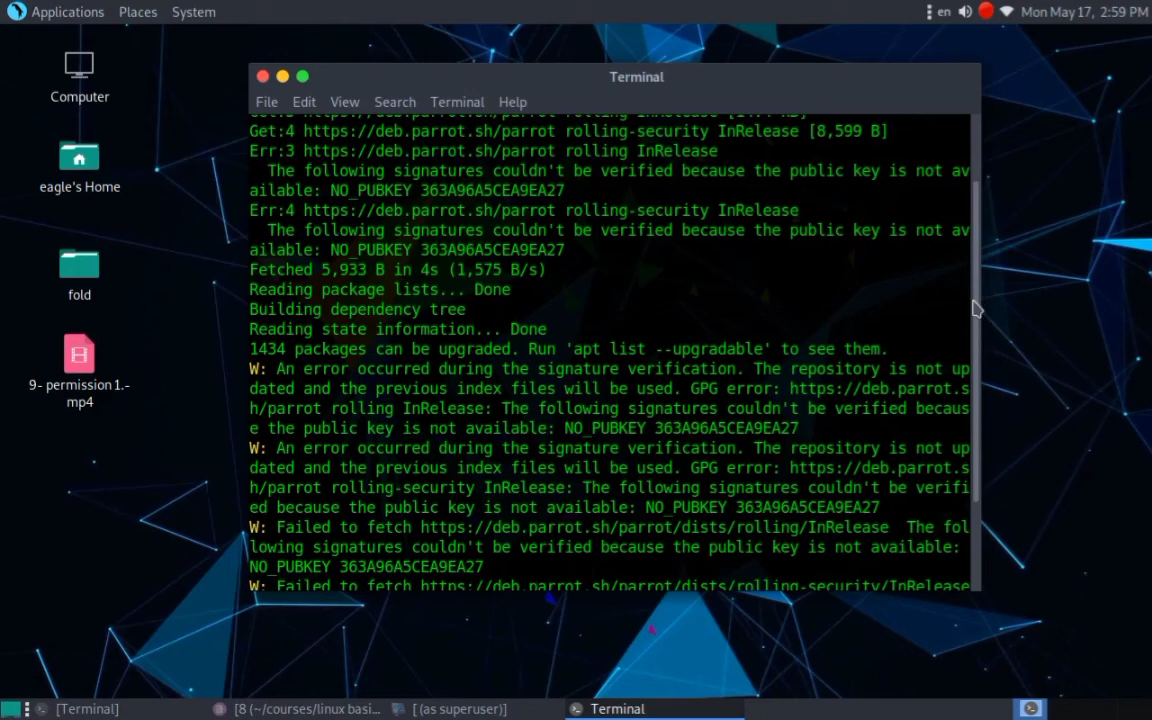 Applications Places System
en Mon May 17, 2:59 PM
Computer
eagle's Home
fold
9- permission 1.-
mp4
Terminal
File Edit View Search Terminal Help
Get:4 https://deb.parrot.sh/parrot rolling-security InRelease [8,599 B]
Err:3 https://deb.parrot.sh/parrot rolling InRelease
The following signatures couldn't be verified because the public key is not av
ailable: NO_PUBKEY 363A96A5CEA9EA27
Err:4 https://deb.parrot.sh/parrot rolling-security InRelease
The following signatures couldn't be verified because the public key is not av
ailable: NO_PUBKEY 363A96A5CEA9EA27
Fetched 5,933 B in 4s (1,575 B/s)
Reading package lists... Done
Building dependency tree
Reading state information... Done
1434 packages can be upgraded. Run 'apt list --upgradable' to see them.
W: An error occurred during the signature verification. The repository is not up
dated and the previous index files will be used. GPG error: https://deb.parrot.s
h/parrot rolling InRelease: The following signatures couldn't be verified becaus
e the public key is not available: NO_PUBKEY 363A96A5CEA9EA27
W: An error occurred during the signature verification. The repository is not up
dated and the previous index files will be used. GPG error: https://deb.parrot.s
h/parrot rolling-security InRelease: The following signatures couldn't be verifi
ed because the public key is not available: NO_PUBKEY 363A96A5CEA9EA27
W: Failed to fetch https://deb.parrot.sh/parrot/dists/rolling/InRelease The fol
lowing signatures couldn't be verified because the public key is not available:
NO_PUBKEY 363A96A5CEA9EA27
W: Failed to fetch https://deb.parrot.sh/parrot/dists/rolling-security/InRelease
[Terminal] [8 (~/courses/linux basi... [ (as superuser)] Terminal